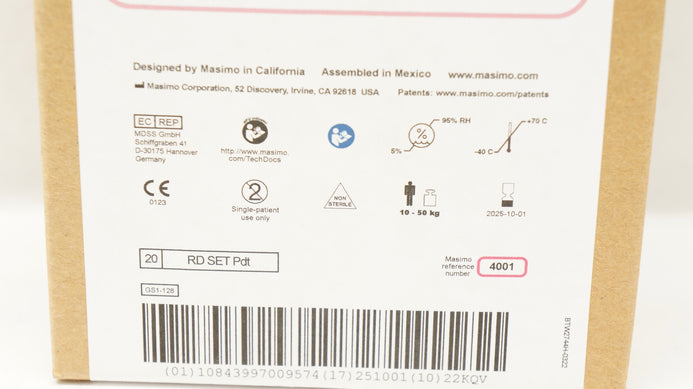 Designed by Masimo in California Assembled in Mexico www.masimo.com
Masimo Corporation, 52 Discovery, Irvine, CA 92618 USA Patents: www.masimo.com/patents
EC REP
MDSS GmbH
Schiffgraben 41
D-30175 Hannover
Germany
http://www.masimo.
com/TechDocs
95% RH
%
5%
+70 C
-40 C
CE
0123
2
Single-patient
use only
NON
STERILE
10 - 50 kg
2025-10-01
20 RD SET Pdt
Masimo
reference
number
4001
GS1-128
(01)10843997009574(17)251001(10)22KQV
BTW2744H-0322